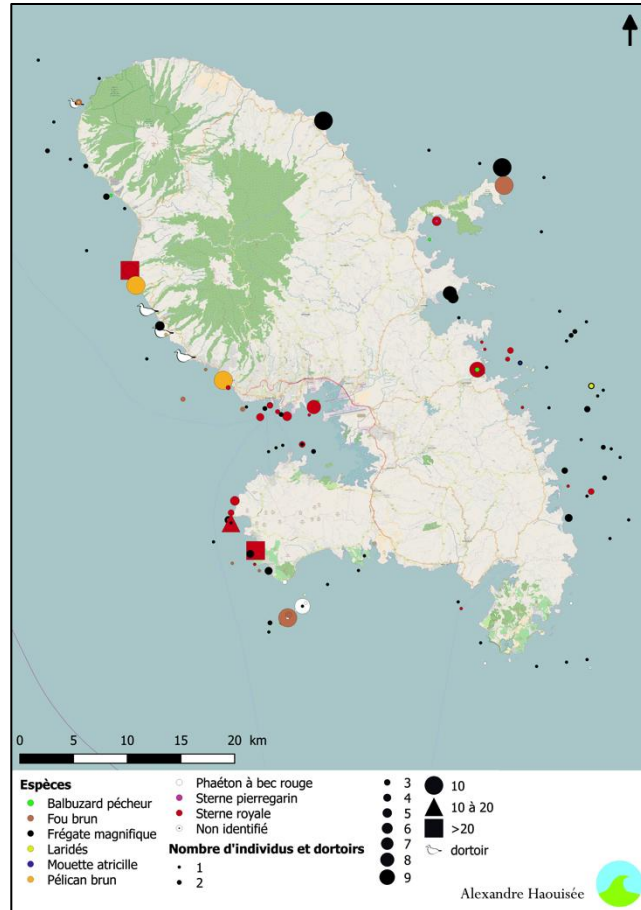 0 5 10 15 20 km
Espèces
Balbuzard pécheur
Fou brun
Frégate magnifique
Laridés
Mouette atricille
Pélican brun
Phaéton à bec rouge
Sterne pierregarin
Sterne royale
Non identifié
Nombre d'individus et dortoirs
1
2
3
4
5
6
7
8
9
10
10 à 20
>20
dortoir
Alexandre Haouisée